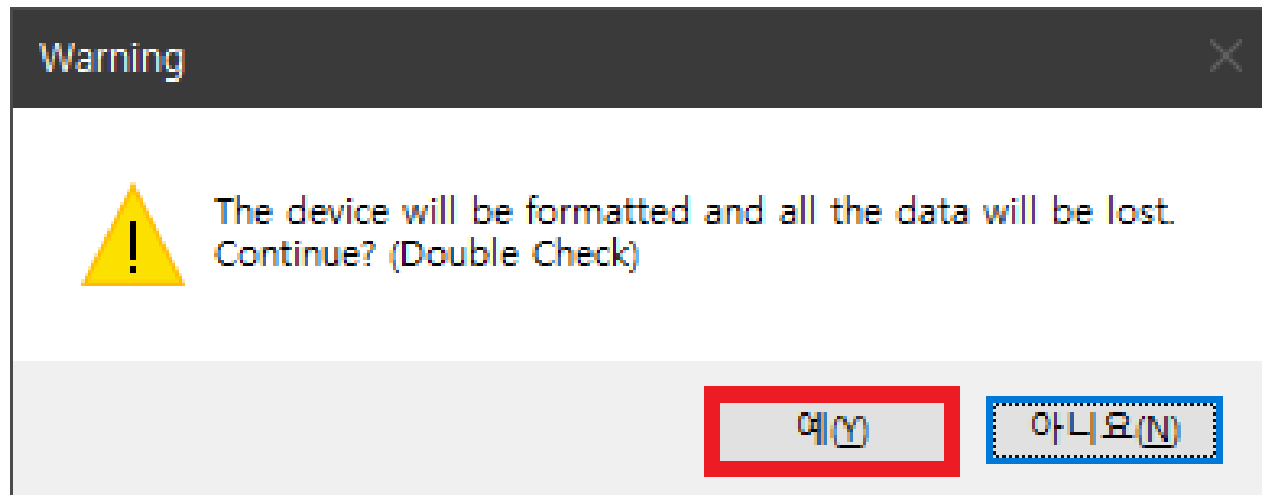 Warning
The device will be formatted and all the data will be lost.
Continue? (Double Check)
예(Y) 아니요(N)